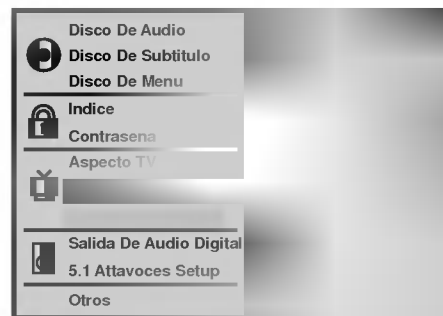 Disco De Audio
Disco De Subtitulo
Disco De Menu
Indice
Contrasena
Aspecto TV
Salida De Audio Digital
5.1 Attavoces Setup
Otros